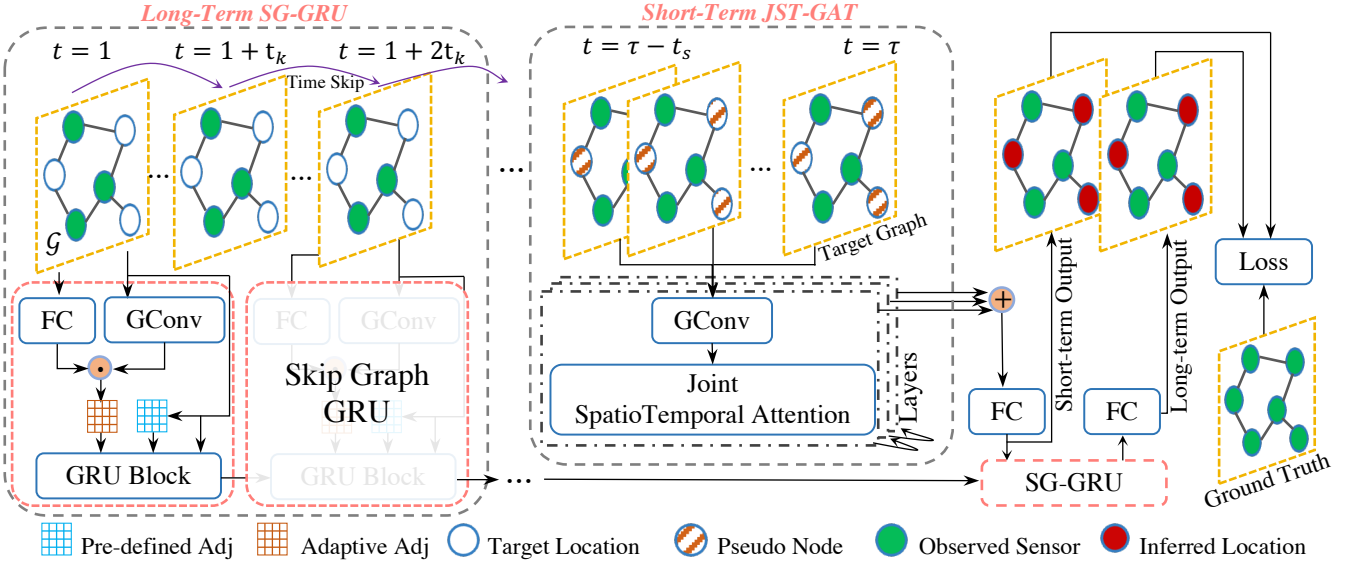 Long-Term SG-GRU
Short-Term JST-GAT
t = 1
t = 1 + t_k
t = 1 + 2t_k
t = τ − t_s
t = τ
Time Skip
...
...
...
...
𝒢
Target Graph
FC
GConv
FC
GConv
Skip Graph
GRU
GRU Block
GRU Block
...
GConv
Joint
SpatioTemporal Attention
Layers
+
FC
Short-term Output
FC
Long-term Output
SG-GRU
Loss
Ground Truth
Pre-defined Adj
Adaptive Adj
Target Location
Pseudo Node
Observed Sensor
Inferred Location